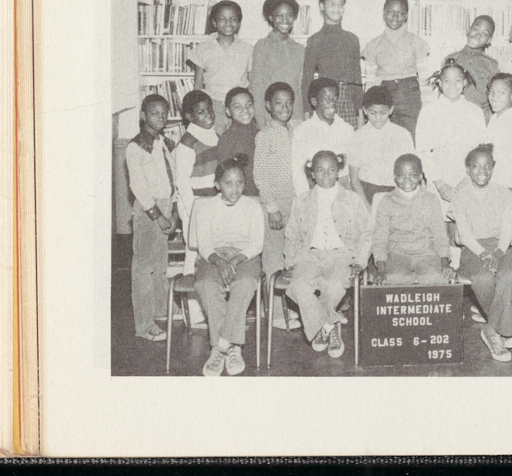 WADLEIGH
INTERMEDIATE
SCHOOL
CLASS 6-202
1975